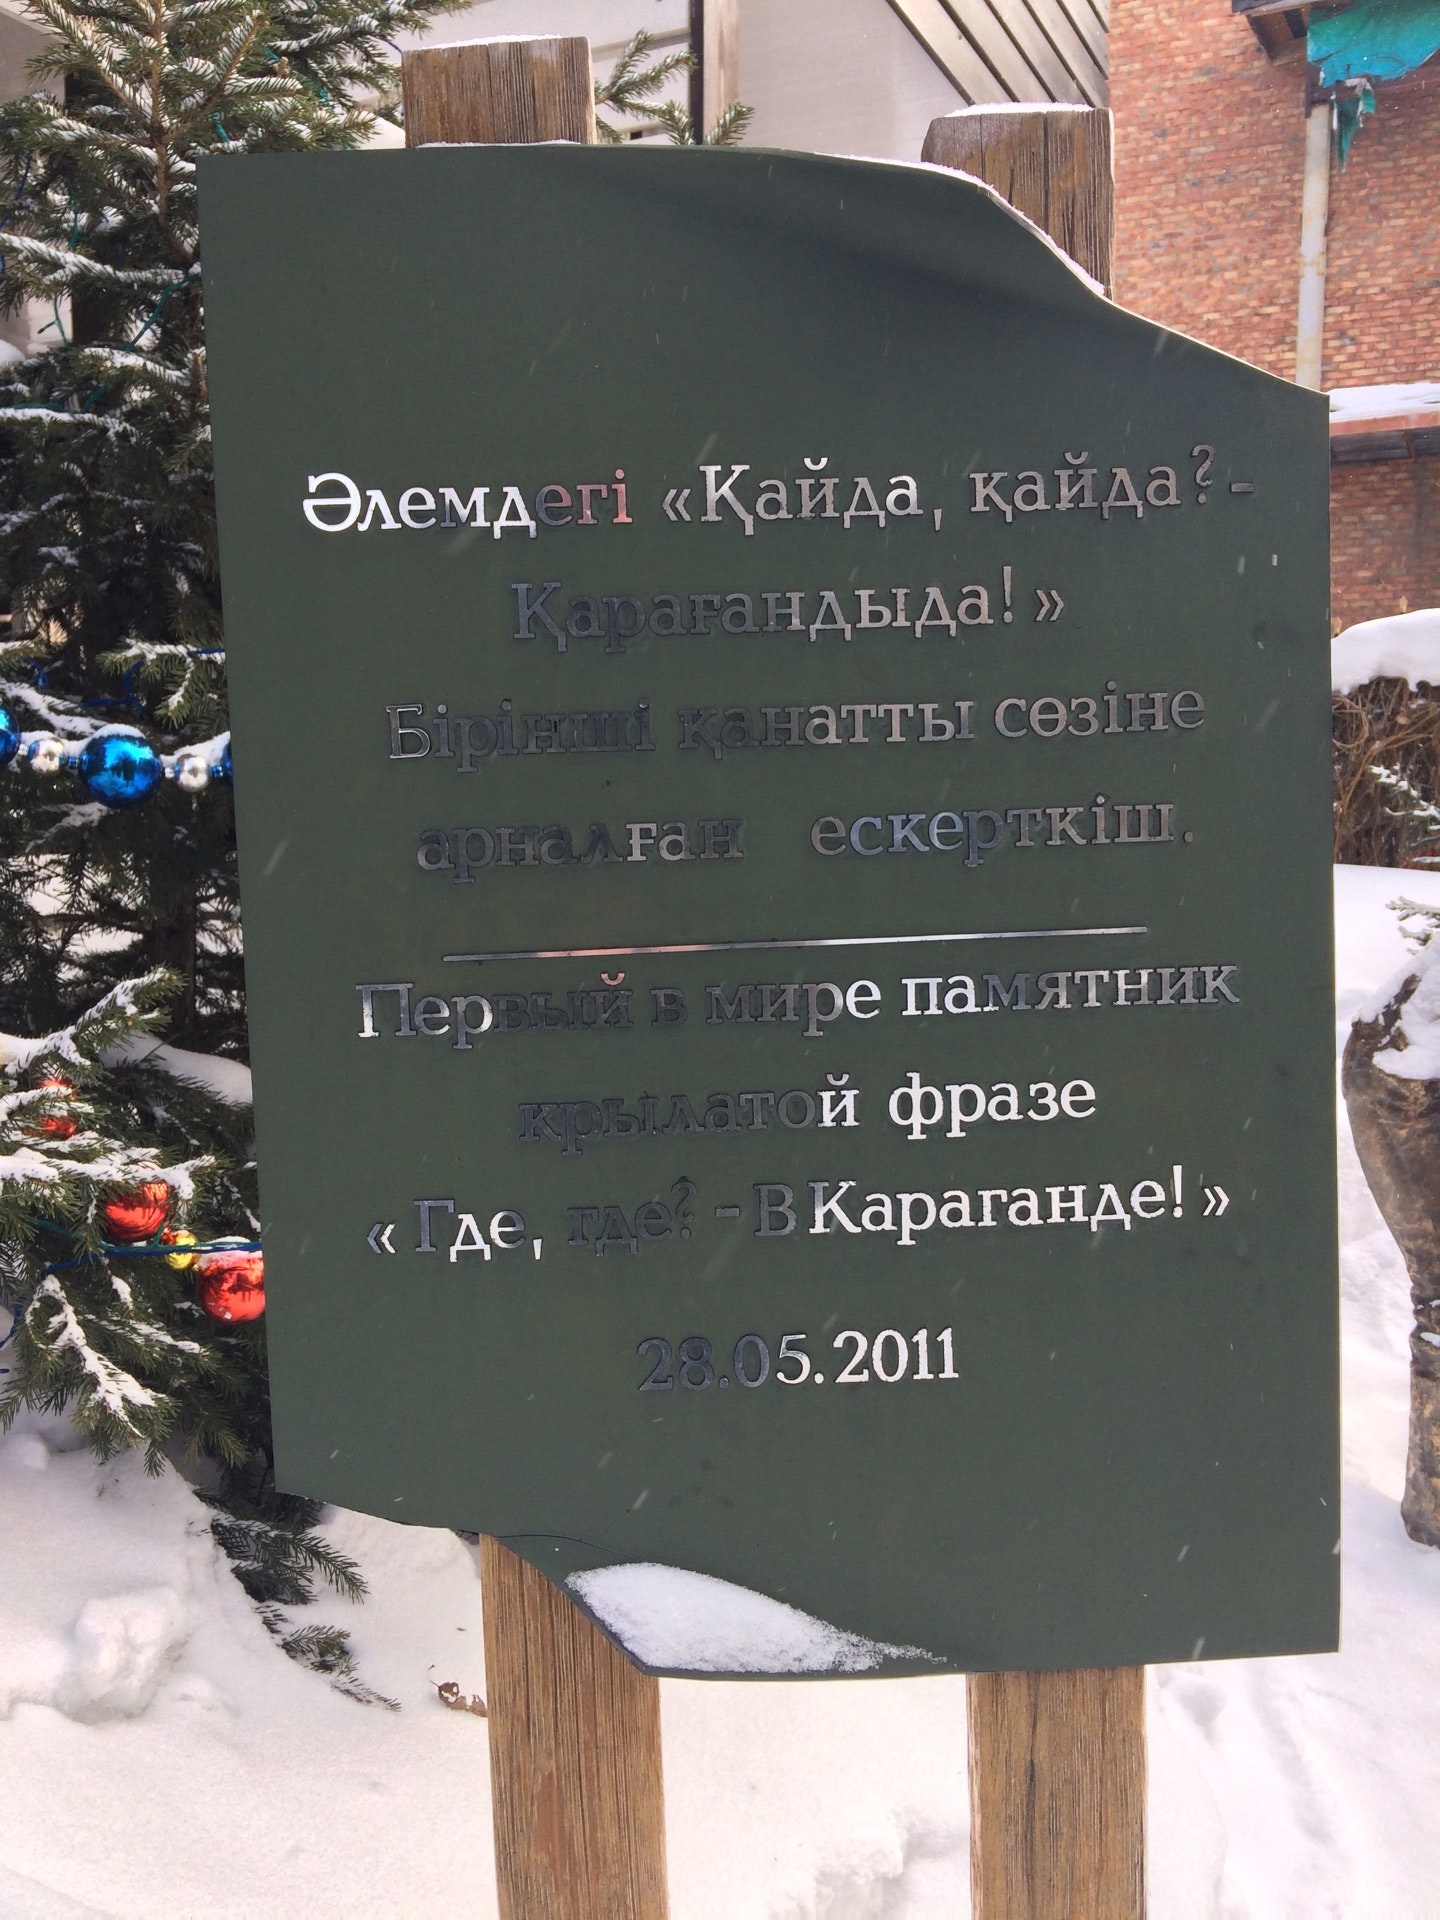 Әлемдегі «Қайда, қайда? -
Қарағандыда! »
Бірінші қанатты сөзіне
арналған ескерткіш.
Первый в мире памятник
крылатой фразе
« Где, где? - В Караганде! »
28.05.2011